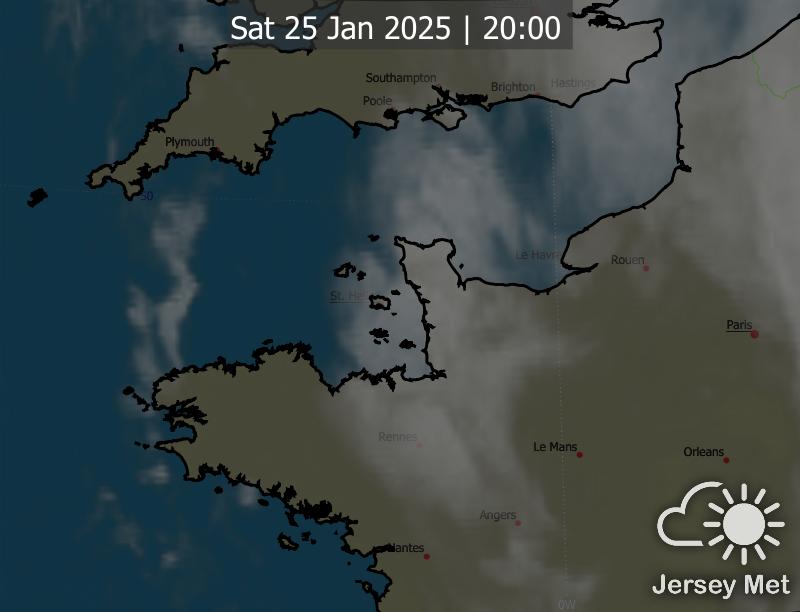 Sat 25 Jan 2025 | 20:00
Southampton
Poole
Brighton
Hastings
Plymouth
50
Le Havre
Rouen
St. Hel
Paris
Rennes
Le Mans
Orleans
Angers
Nantes
0W
Jersey Met